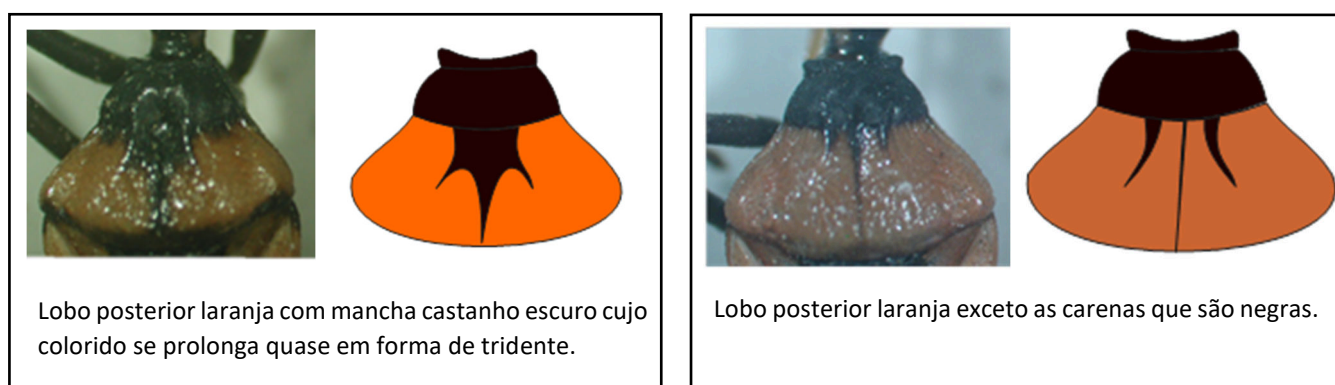 Lobo posterior laranja com mancha castanho escuro cujo
colorido se prolonga quase em forma de tridente.
Lobo posterior laranja exceto as carenas que são negras.